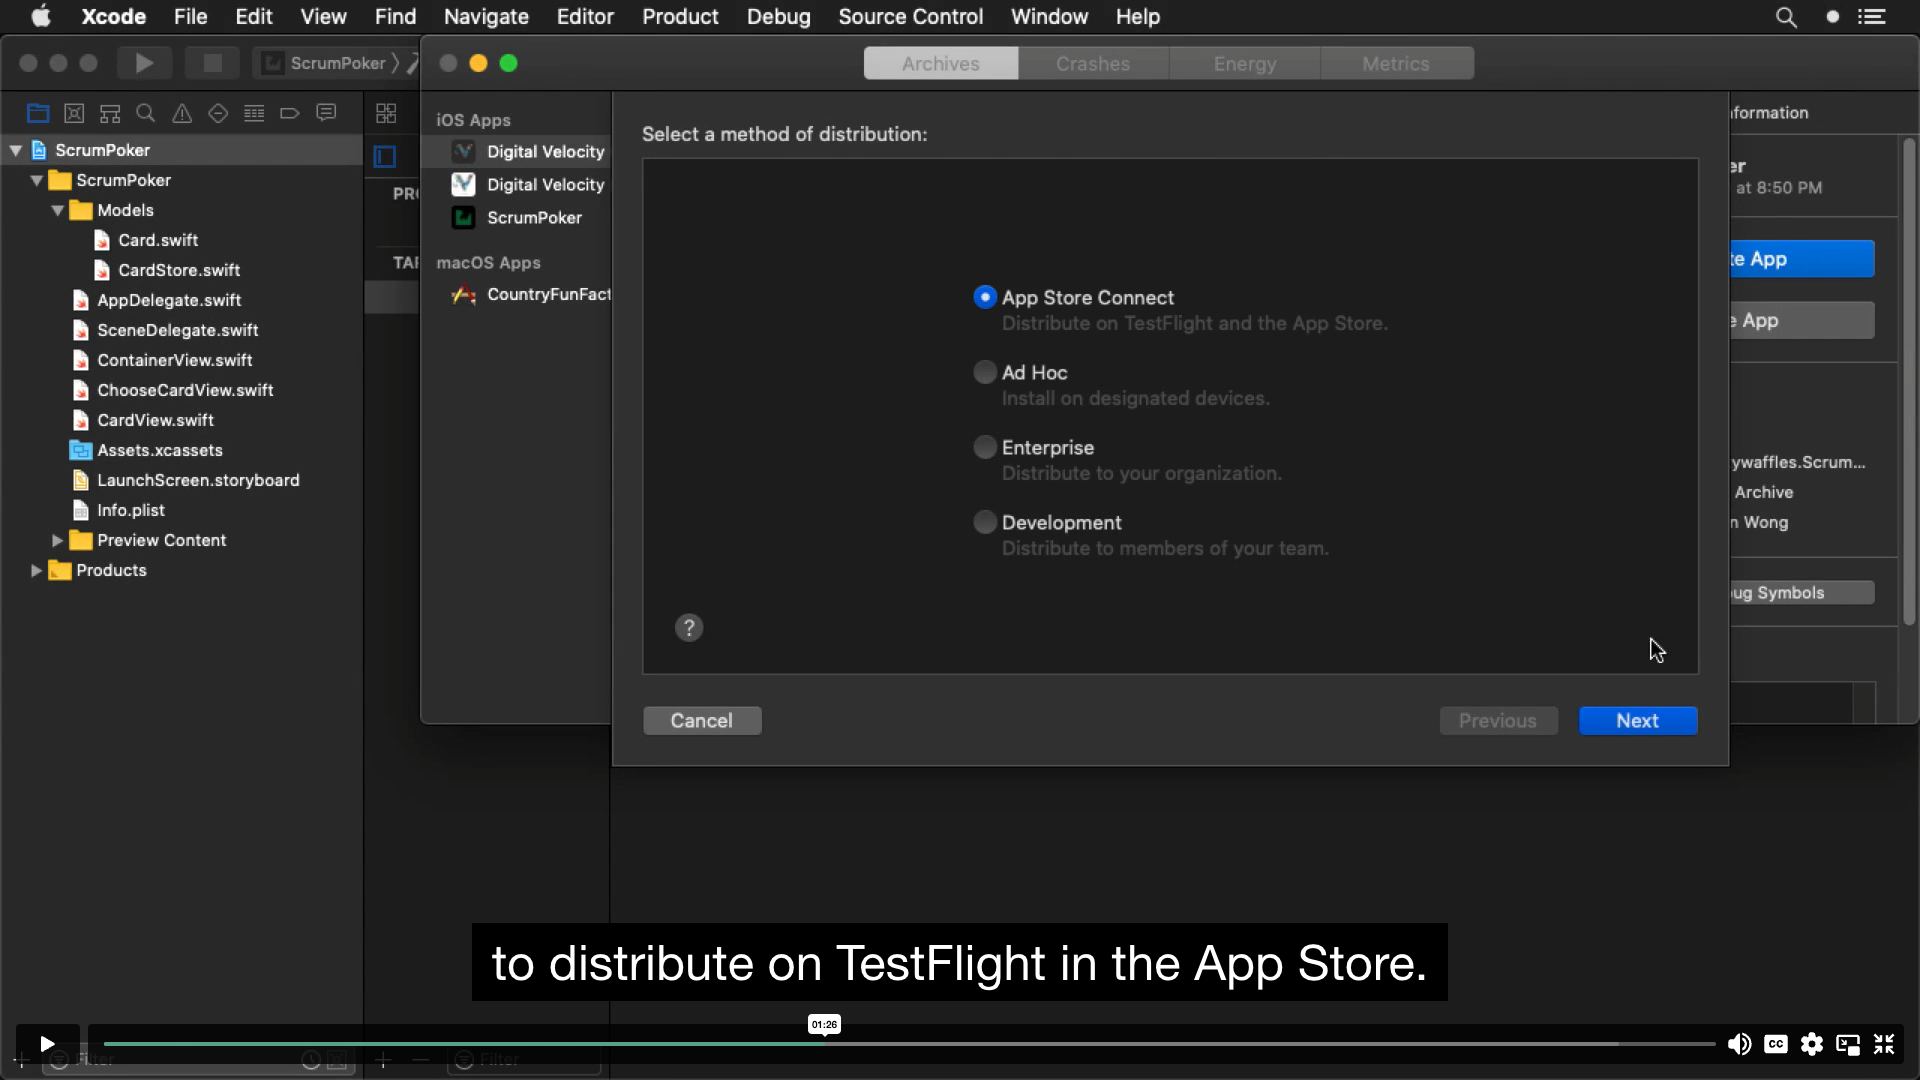 Xcode File Edit View Find Navigate Editor Product Debug Source Control Window Help
ScrumPoker
Archives Crashes Energy Metrics
ScrumPoker
ScrumPoker
Models
Card.swift
CardStore.swift
AppDelegate.swift
SceneDelegate.swift
ContainerView.swift
ChooseCardView.swift
CardView.swift
Assets.xcassets
LaunchScreen.storyboard
Info.plist
Preview Content
Products
Filter
PRO
TAR
Filter
iOS Apps
Digital Velocity
Digital Velocity
ScrumPoker
macOS Apps
CountryFunFact
Select a method of distribution:
App Store Connect
Distribute on TestFlight and the App Store.
Ad Hoc
Install on designated devices.
Enterprise
Distribute to your organization.
Development
Distribute to members of your team.
?
Cancel Previous Next
formation
er
at 8:50 PM
te App
e App
ywaffles.Scrum...
Archive
n Wong
ug Symbols
to distribute on TestFlight in the App Store.
01:26
CC